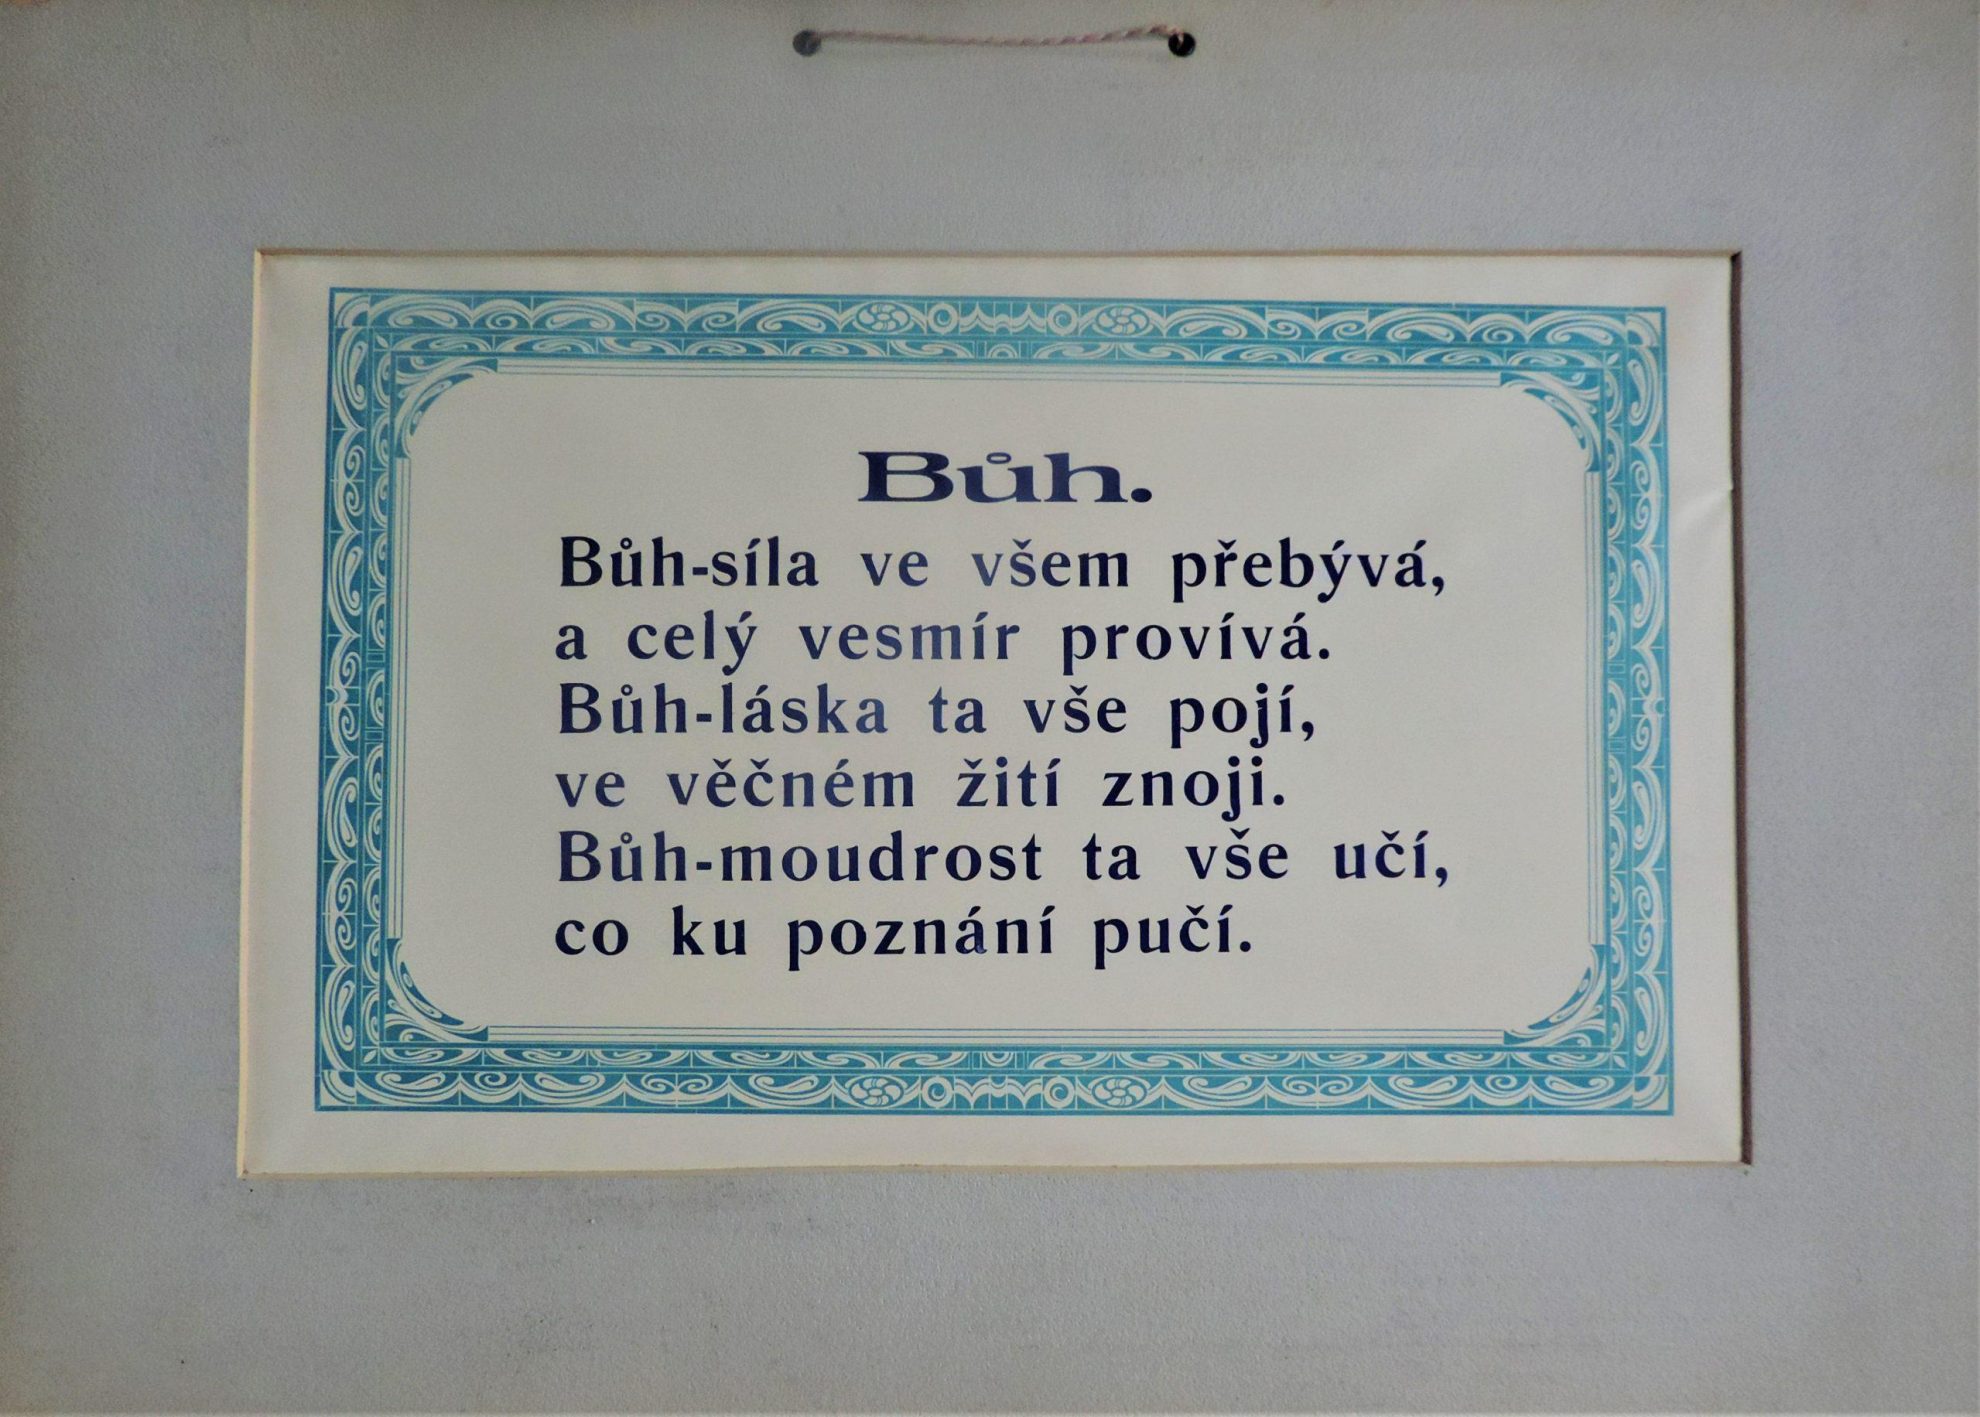 Bůh.
Bůh-síla ve všem přebývá,
a celý vesmír provívá.
Bůh-láska ta vše pojí,
ve věčném žití znoji.
Bůh-moudrost ta vše učí,
co ku poznání pučí.